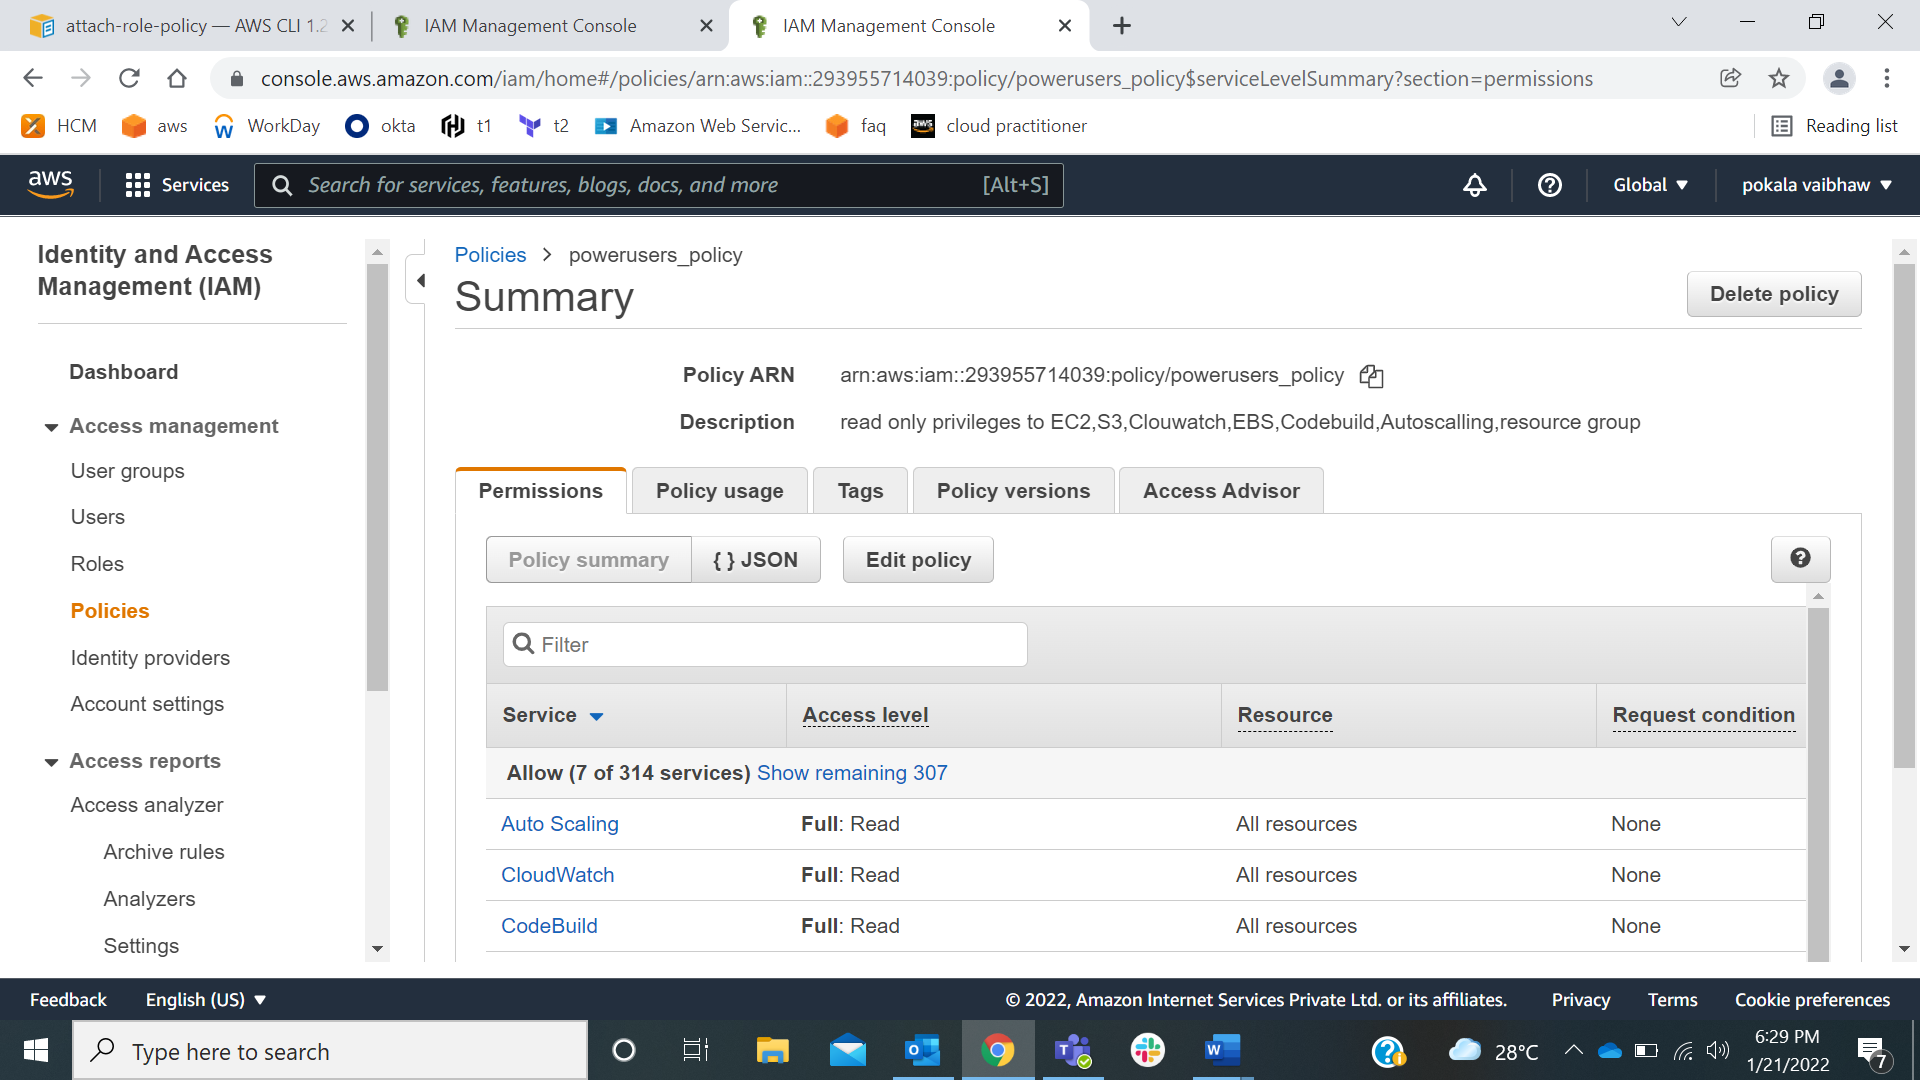 attach-role-policy — AWS CLI 1.2
IAM Management Console
IAM Management Console
console.aws.amazon.com/iam/home#/policies/arn:aws:iam::293955714039:policy/powerusers_policy$serviceLevelSummary?section=permissions
HCM
aws
WorkDay
okta
t1
t2
Amazon Web Servic...
faq
cloud practitioner
Reading list
aws
Services
Search for services, features, blogs, docs, and more
[Alt+S]
Global
pokala vaibhaw
Identity and Access
Management (IAM)
Dashboard
Access management
User groups
Users
Roles
Policies
Identity providers
Account settings
Access reports
Access analyzer
Archive rules
Analyzers
Settings
Policies > powerusers_policy
Summary
Delete policy
Policy ARN arn:aws:iam::293955714039:policy/powerusers_policy
Description read only privileges to EC2,S3,Clouwatch,EBS,Codebuild,Autoscalling,resource group
Permissions
Policy usage
Tags
Policy versions
Access Advisor
Policy summary
{ } JSON
Edit policy
Filter
Service Access level Resource Request condition
Allow (7 of 314 services) Show remaining 307
Auto Scaling Full: Read All resources None
CloudWatch Full: Read All resources None
CodeBuild Full: Read All resources None
Feedback
English (US)
© 2022, Amazon Internet Services Private Ltd. or its affiliates.
Privacy
Terms
Cookie preferences
Type here to search
28°C
6:29 PM
1/21/2022
7